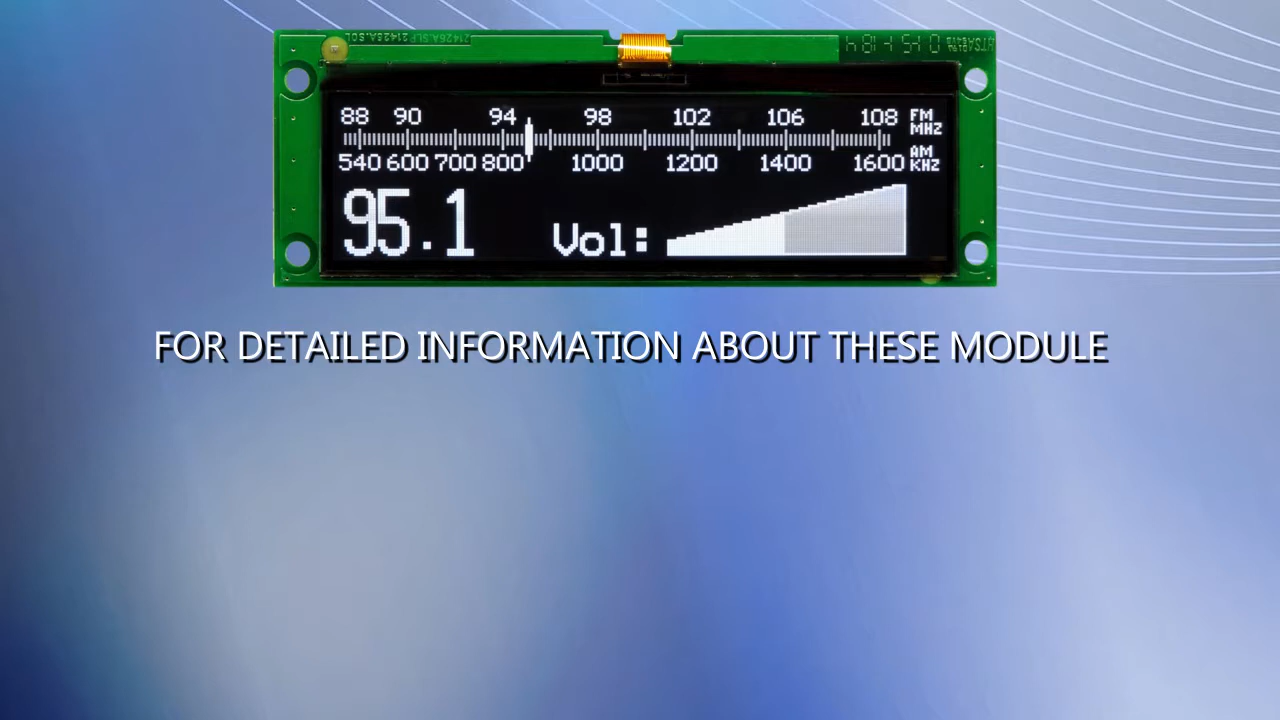 88 90 94 98 102 106 108 FM MHZ
540 600 700 800 1000 1200 1400 1600 AM KHZ
95.1 Vol:
FOR DETAILED INFORMATION ABOUT THESE MODULE